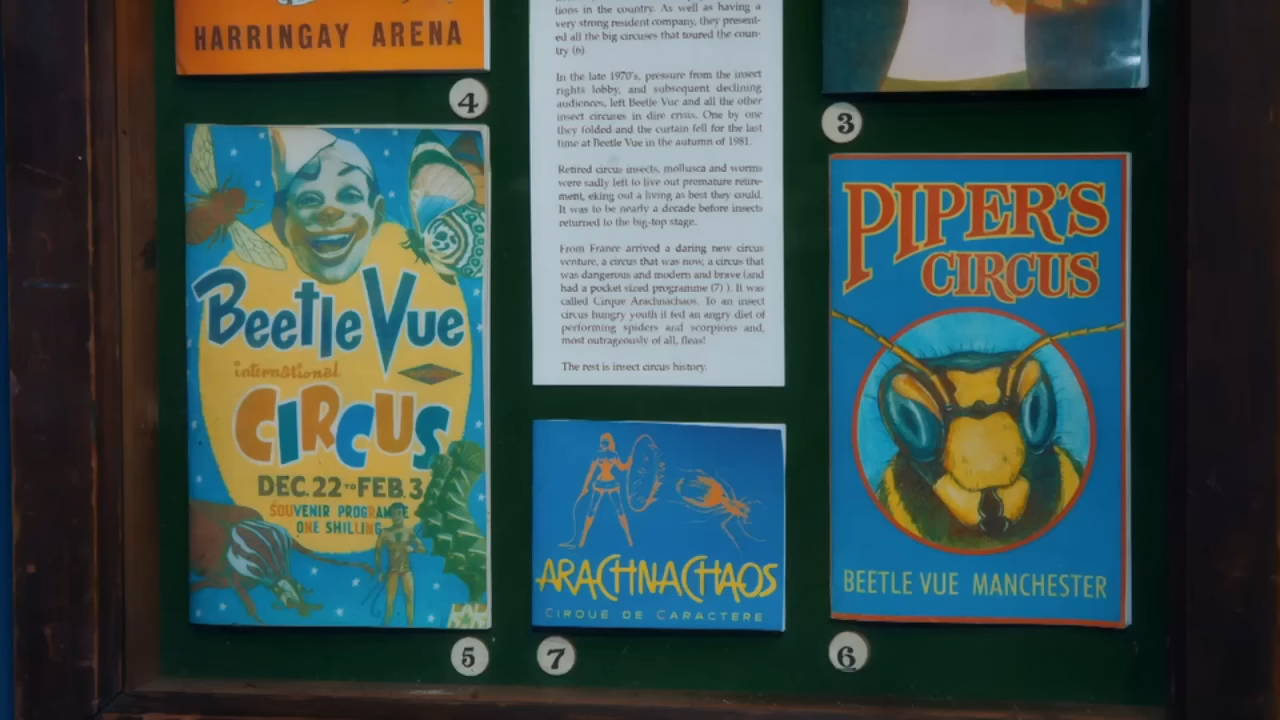 HARRINGAY ARENA
4
Beetle Vue
international
CIRCUS
DEC. 22 TO FEB. 3
SOUVENIR PROGRAMME
ONE SHILLING
5
tions in the country. As well as having a
very strong resident company, they present-
ed all the big circuses that toured the coun-
try (6).
In the late 1970's, pressure from the insect
rights lobby, and subsequent declining
audiences, left Beetle Vue and all the other
insect circuses in dire crisis. One by one
they folded and the curtain fell for the last
time at Beetle Vue in the autumn of 1981.
Retired circus insects, mollusca and worms
were sadly left to live out premature retire-
ment, eking out a living as best they could.
It was to be nearly a decade before insects
returned to the big-top stage.
From France arrived a daring new circus
venture, a circus that was now, a circus that
was dangerous and modern and brave (and
had a pocket sized programme (7) ). It was
called Cirque Arachnachaos. To an insect
circus hungry youth it fed an angry diet of
performing spiders and scorpions and,
most outrageously of all, fleas!
The rest is insect circus history.
ARACHNACHAOS
CIRQUE DE CARACTERE
7
3
PIPER'S
CIRCUS
BEETLE VUE MANCHESTER
6